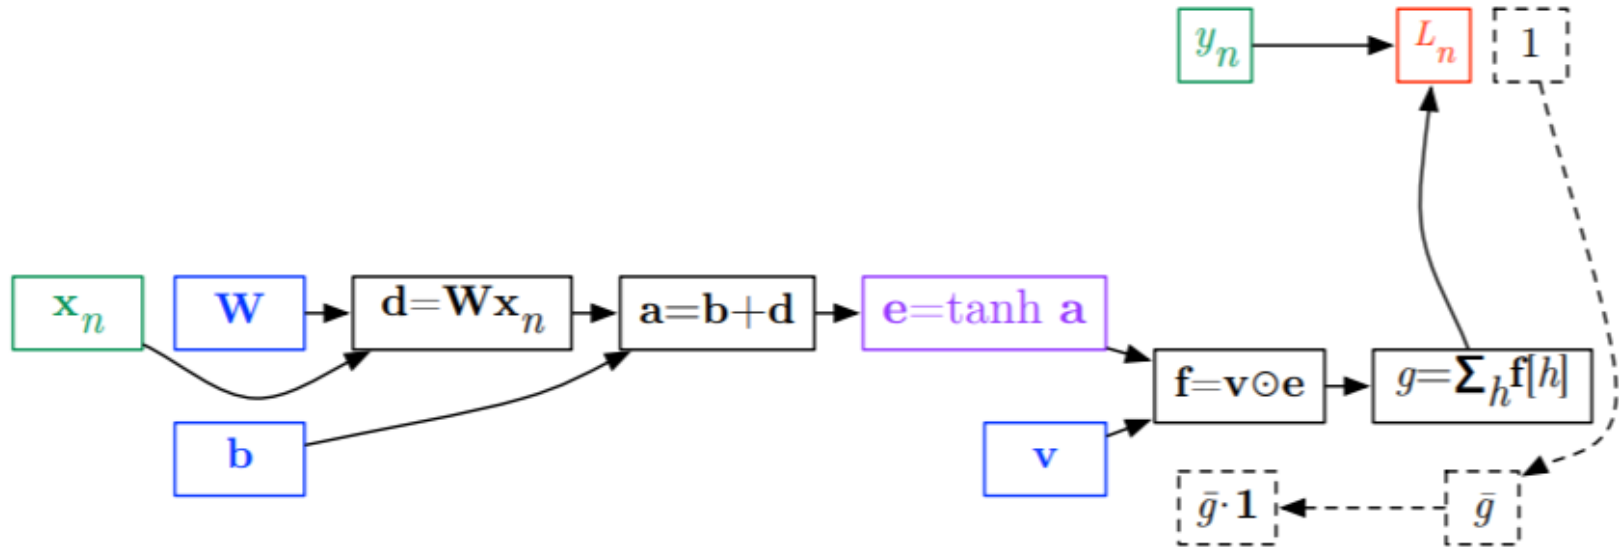 yₙ
Lₙ
1
xₙ
W
d=Wxₙ
a=b+d
e=tanh a
f=v⊙e
g=Σₕf[h]
b
v
ḡ·1
ḡ